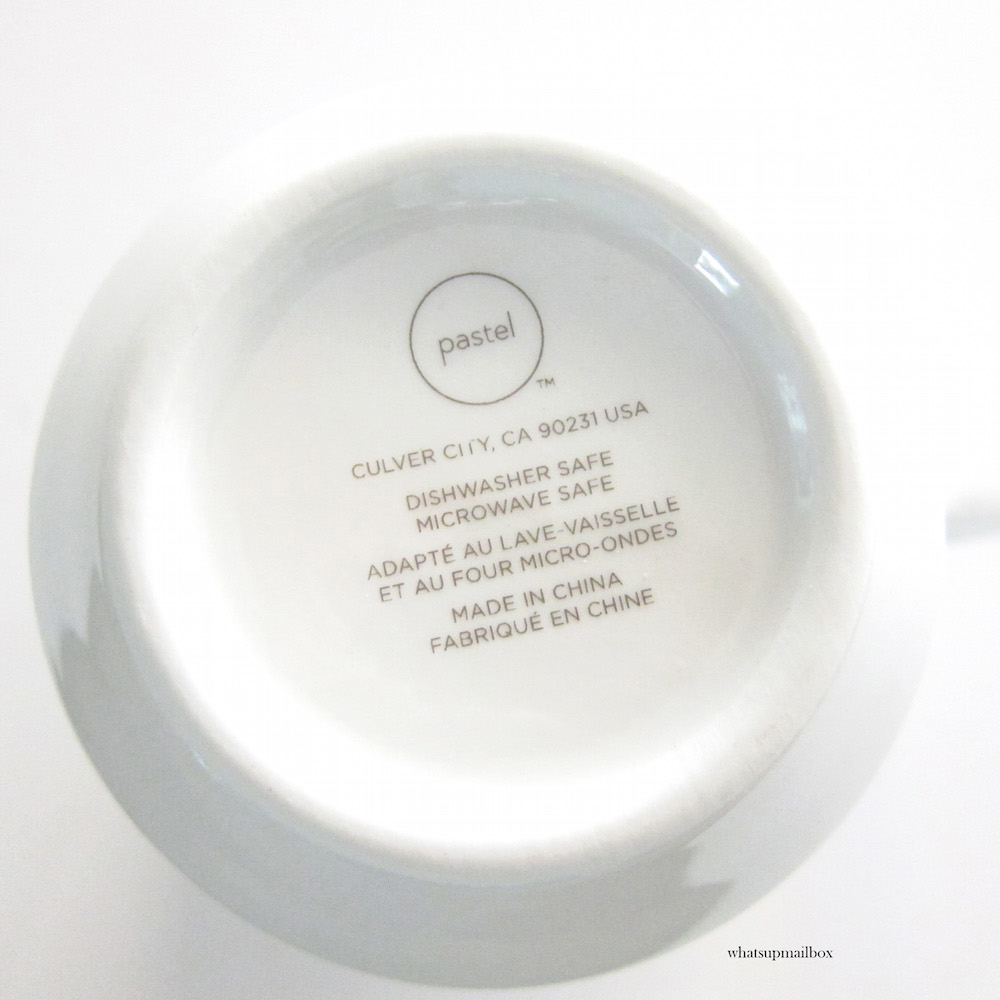 pastel
™
CULVER CITY, CA 90231 USA
DISHWASHER SAFE
MICROWAVE SAFE
ADAPTÉ AU LAVE-VAISSELLE
ET AU FOUR MICRO-ONDES
MADE IN CHINA
FABRIQUÉ EN CHINE
whatsupmailbox